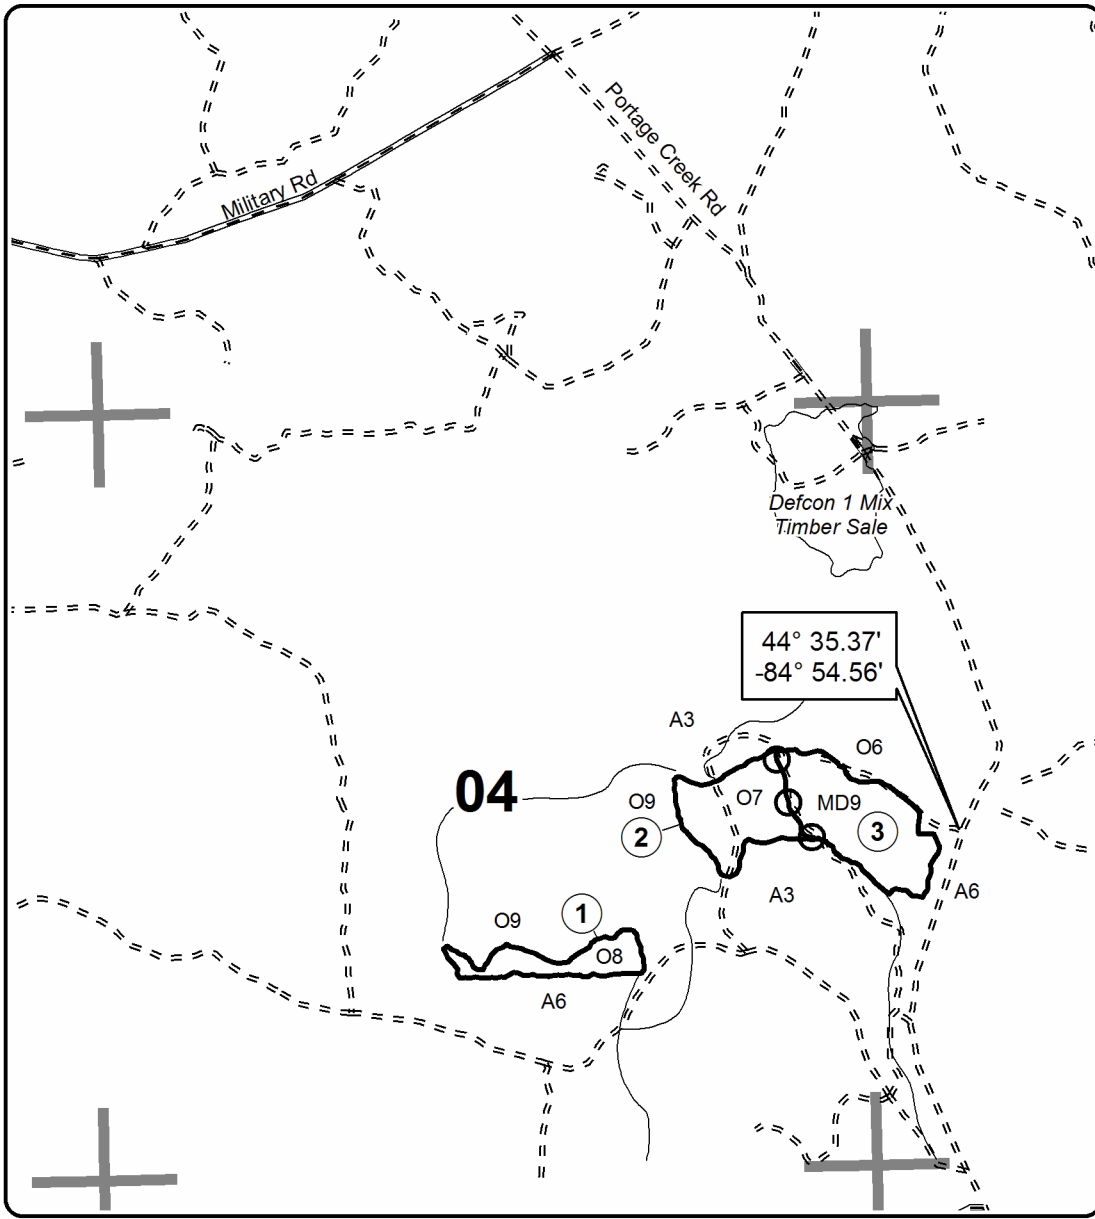 Portage Creek Rd
Military Rd
Defcon 1 Mix
Timber Sale
44° 35.37'
-84° 54.56'
A3
O6
04
O9
O7
MD9
2
3
A3
A6
O9
1
O8
A6